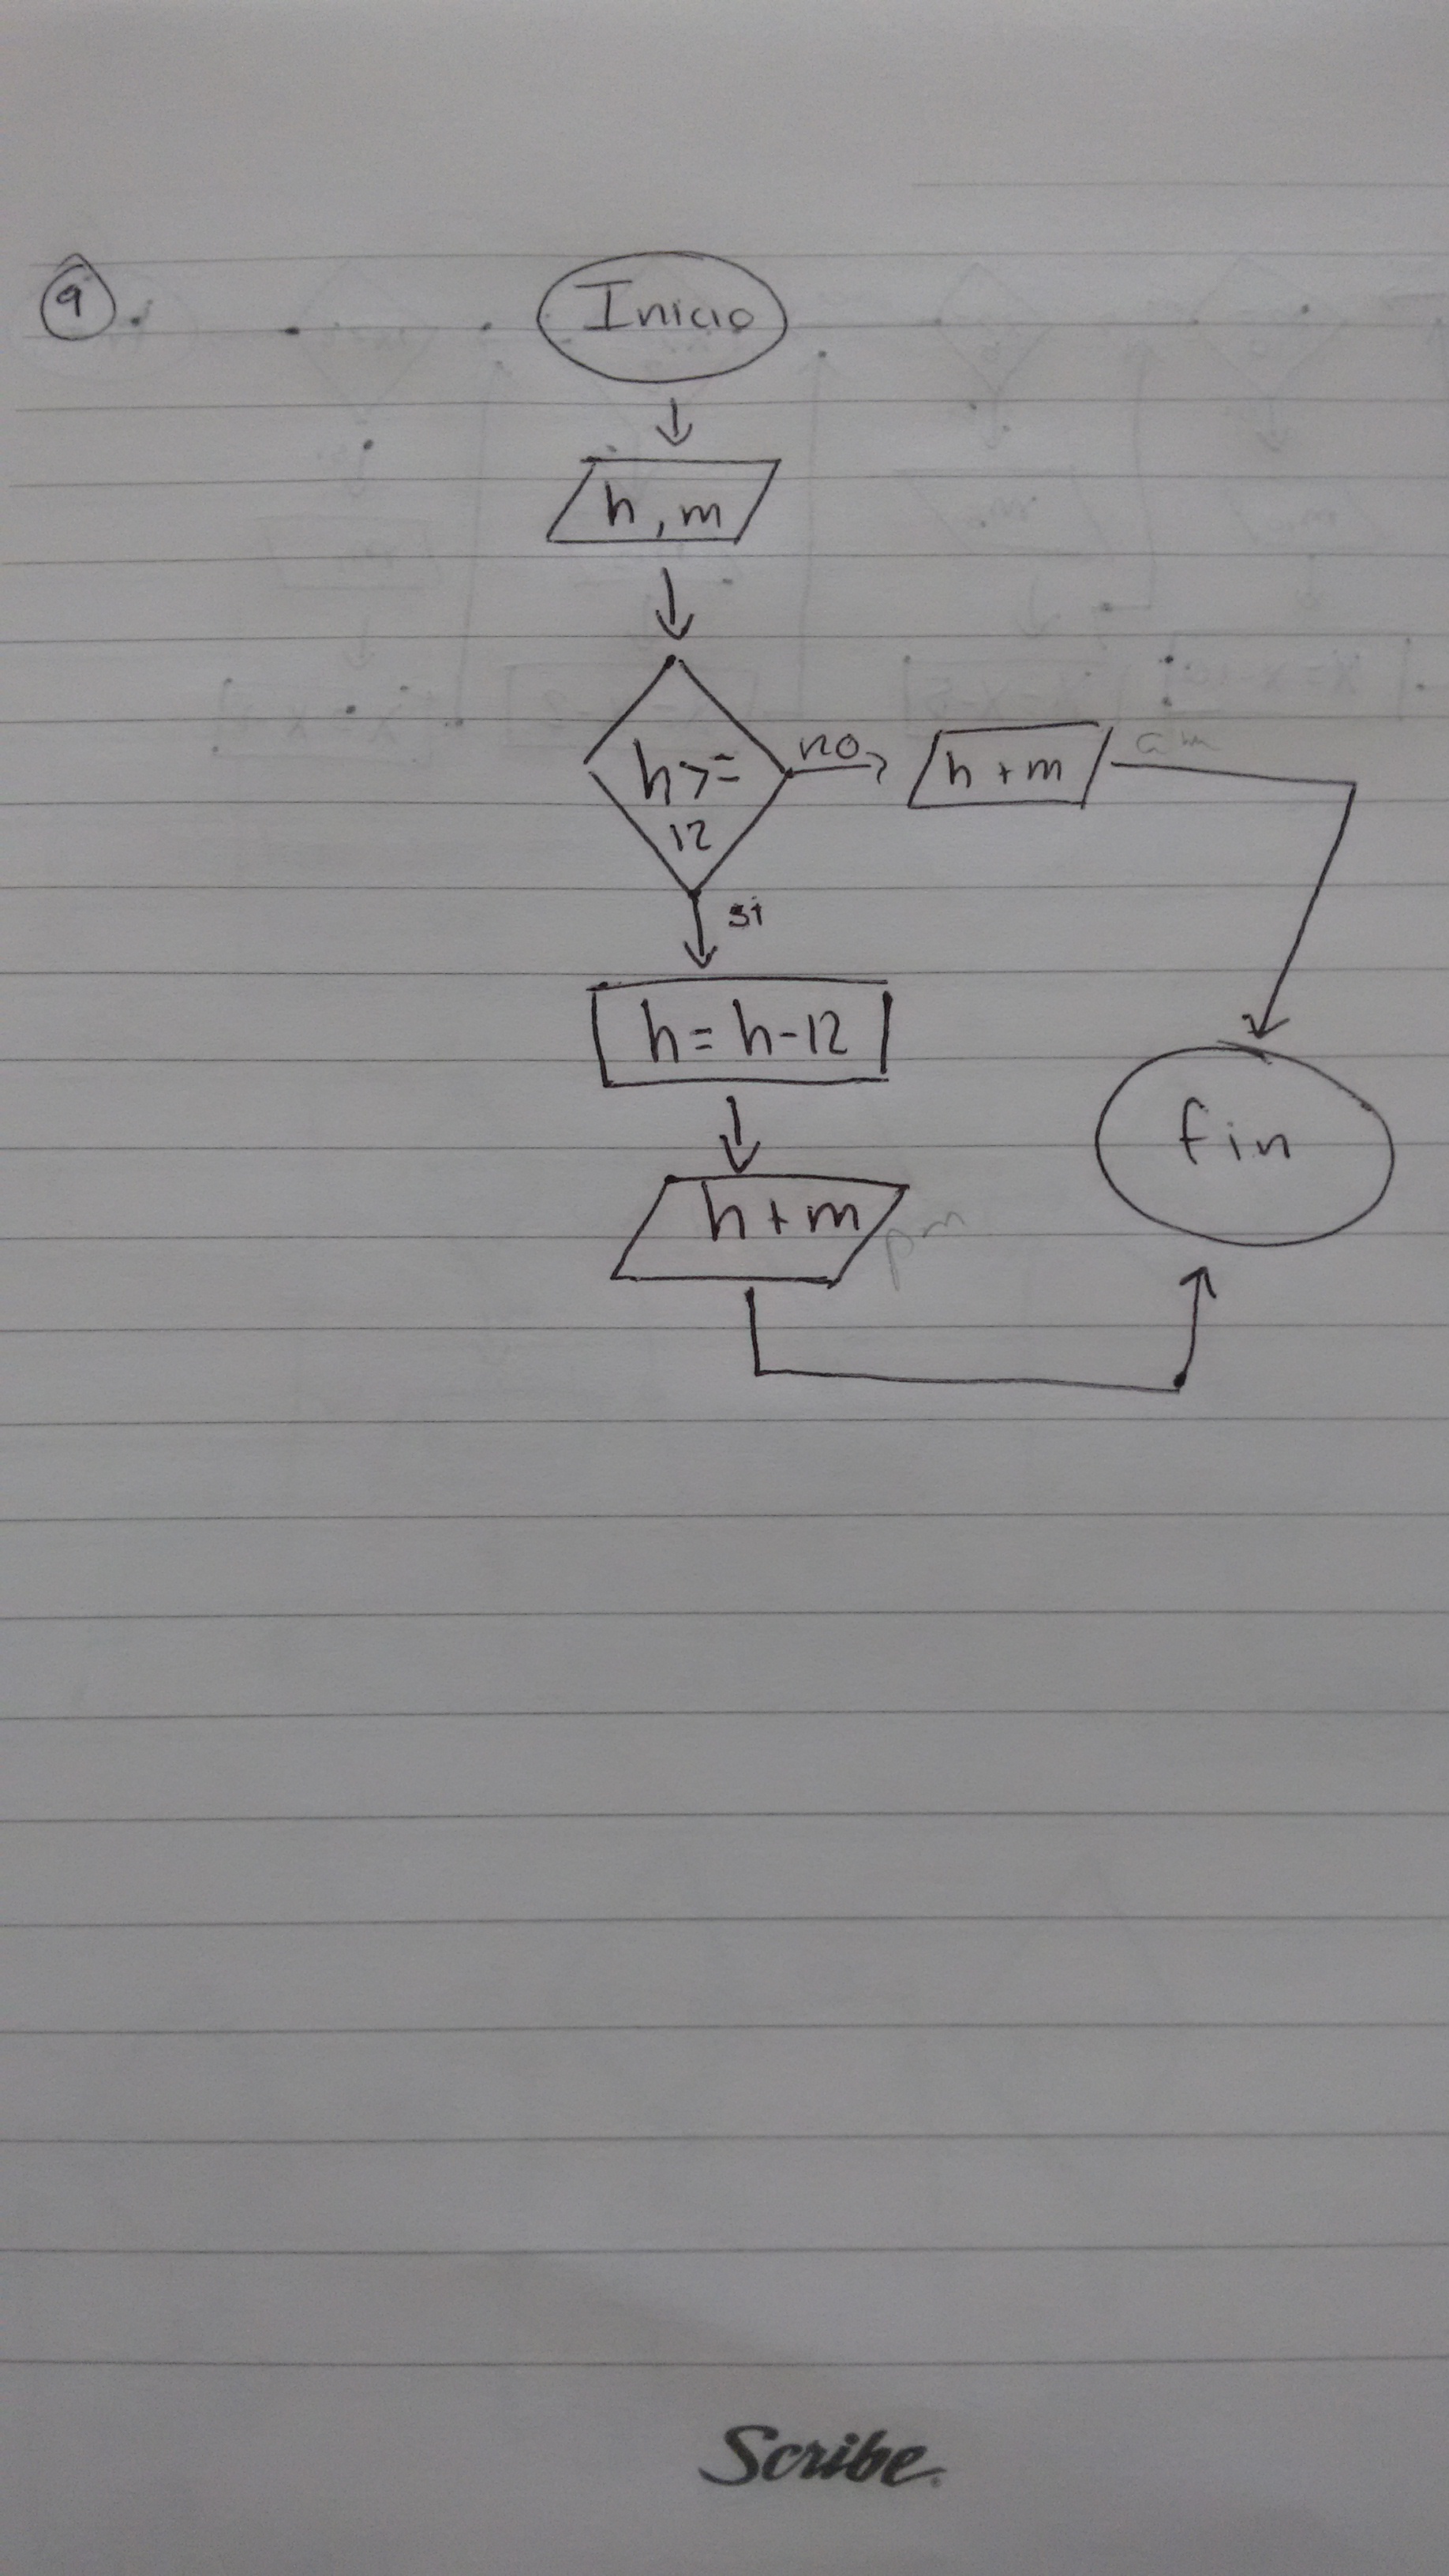 9
Inicio
h, m
h>=
12
no
h + m
am
si
h = h - 12
h + m
pm
fin
Scribe